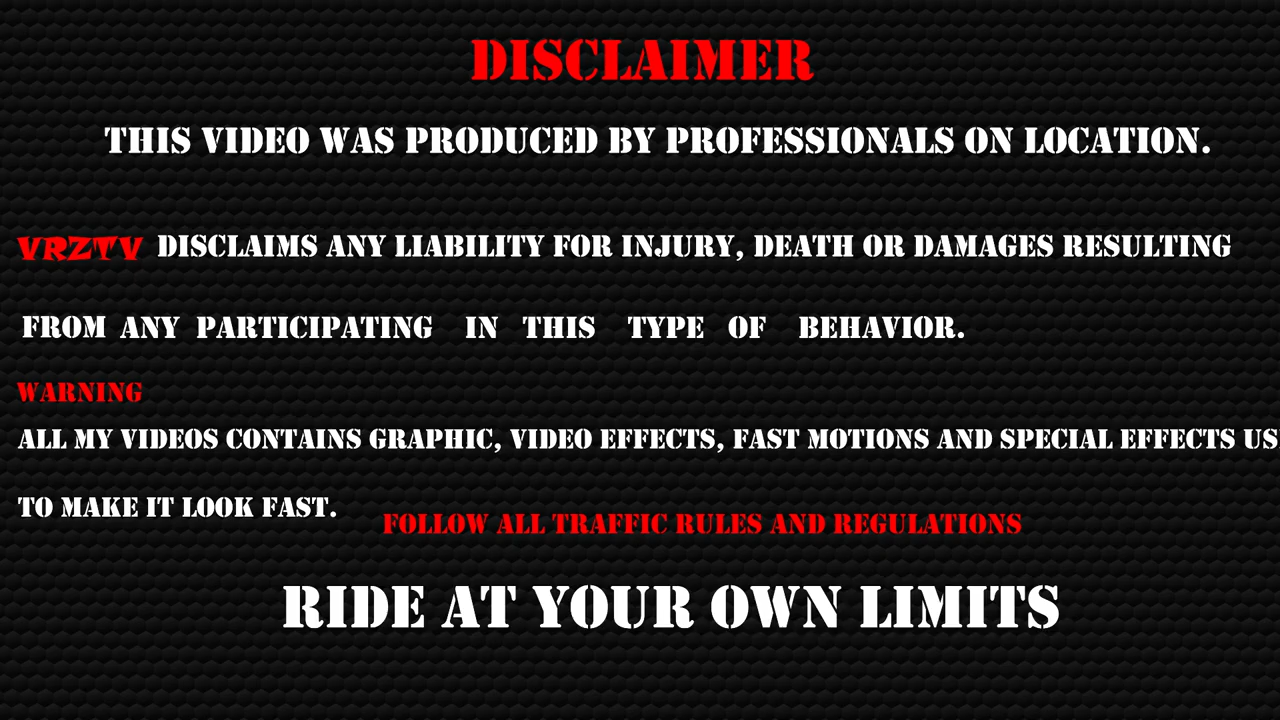 DISCLAIMER
THIS VIDEO WAS PRODUCED BY PROFESSIONALS ON LOCATION.
VRZTV DISCLAIMS ANY LIABILITY FOR INJURY, DEATH OR DAMAGES RESULTING
FROM ANY PARTICIPATING IN THIS TYPE OF BEHAVIOR.
WARNING
ALL MY VIDEOS CONTAINS GRAPHIC, VIDEO EFFECTS, FAST MOTIONS AND SPECIAL EFFECTS
TO MAKE IT LOOK FAST.
FOLLOW ALL TRAFFIC RULES AND REGULATIONS
RIDE AT YOUR OWN LIMITS